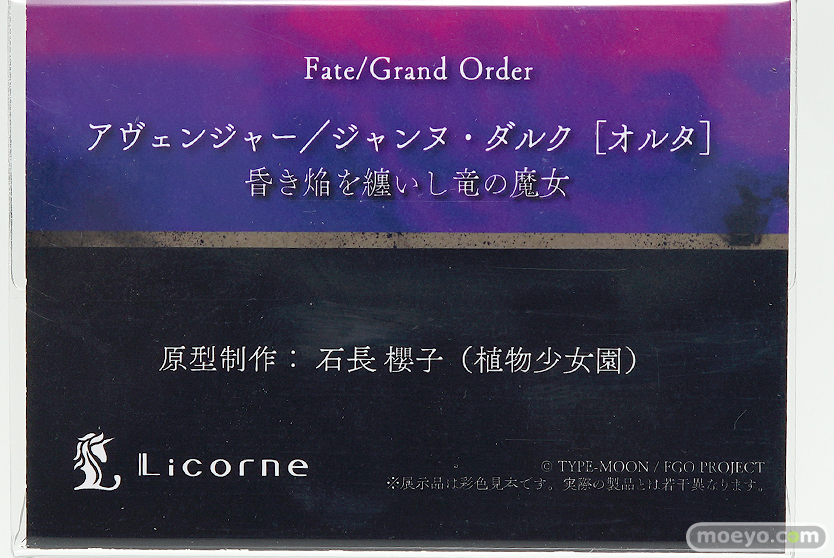 Fate/Grand Order
アヴェンジャー／ジャンヌ・ダルク［オルタ］
昏き焔を纏いし竜の魔女
原型制作： 石長 櫻子（植物少女園）
Licorne
© TYPE-MOON / FGO PROJECT
※展示品は彩色見本です。実際の製品とは若干異なります。
moeyo.com